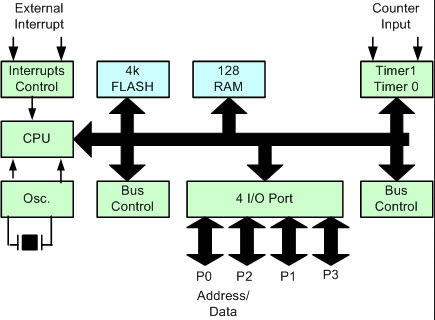 External
Interrupt
Counter
Input
Interrupts
Control
4k
FLASH
128
RAM
Timer1
Timer 0
CPU
Osc.
Bus
Control
4 I/O Port
Bus
Control
P0 P2 P1 P3
Address/
Data